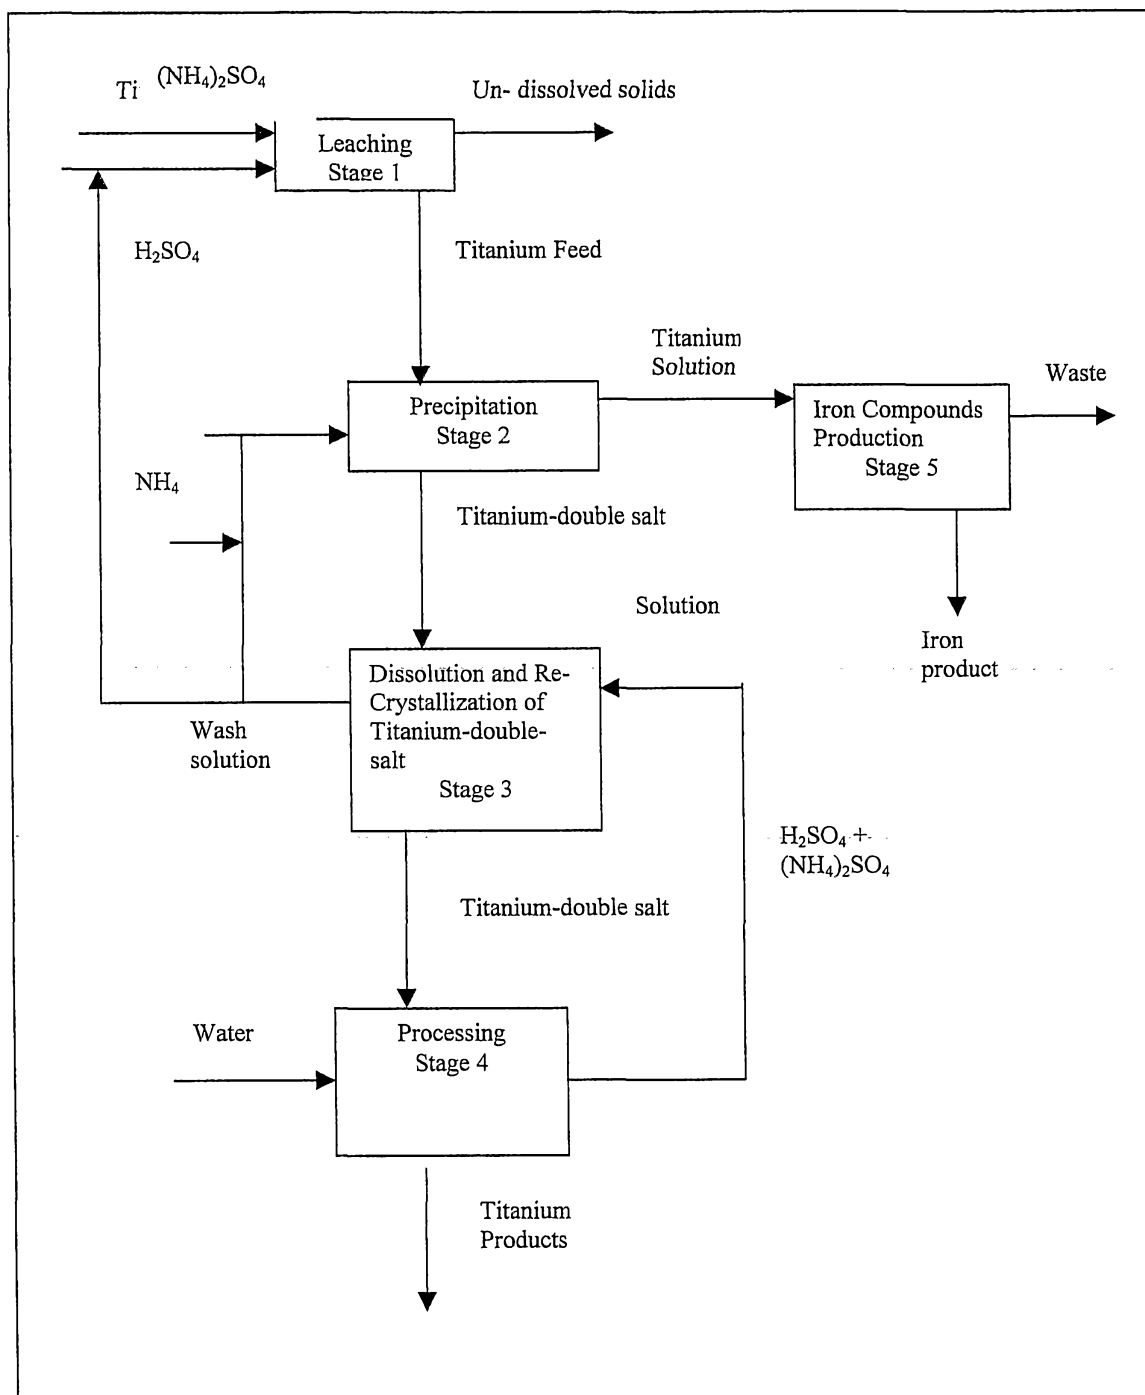 Ti (NH₄)₂SO₄
Un- dissolved solids
Leaching
Stage 1
H₂SO₄
Titanium Feed
Titanium
Solution
Waste
Precipitation
Stage 2
Iron Compounds
Production
Stage 5
NH₄
Titanium-double salt
Solution
Iron
product
Dissolution and Re-
Crystallization of
Titanium-double-
salt
Stage 3
Wash
solution
H₂SO₄ +
(NH₄)₂SO₄
Titanium-double salt
Water
Processing
Stage 4
Titanium
Products